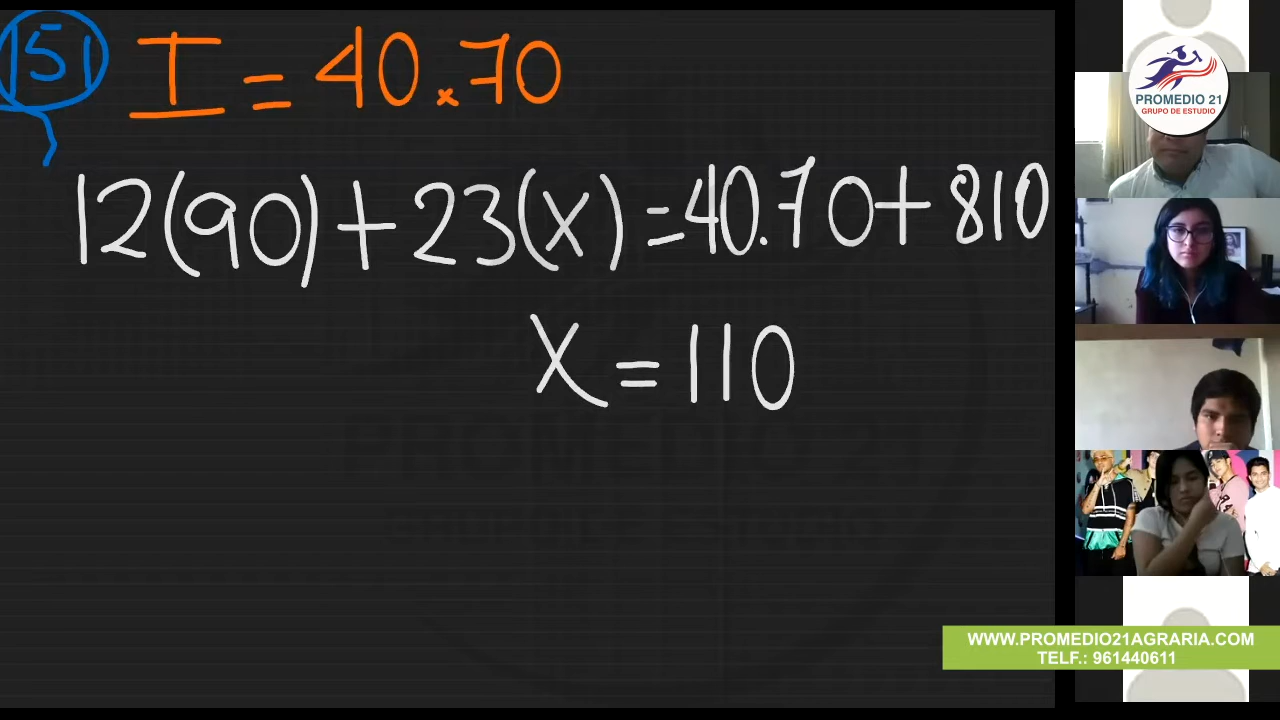 151 I = 40 x 70
12(90) + 23(x) = 40.70 + 810
X = 110
PROMEDIO 21
GRUPO DE ESTUDIO
WWW.PROMEDIO21AGRARIA.COM
TELF.: 961440611